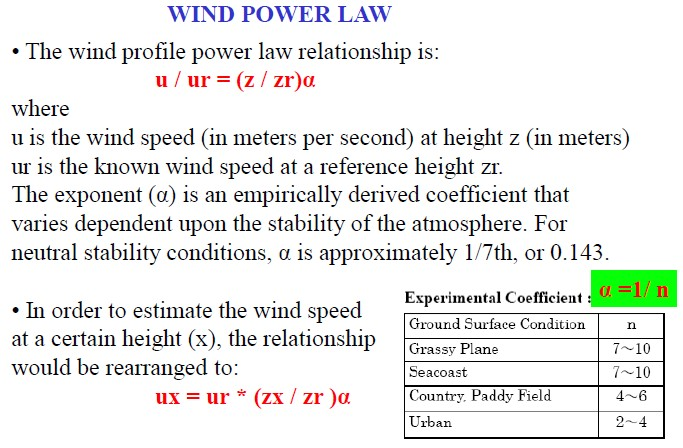 WIND POWER LAW
• The wind profile power law relationship is:
u / ur = (z / zr)α
where
u is the wind speed (in meters per second) at height z (in meters)
ur is the known wind speed at a reference height zr.
The exponent (α) is an empirically derived coefficient that
varies dependent upon the stability of the atmosphere. For
neutral stability conditions, α is approximately 1/7th, or 0.143.
• In order to estimate the wind speed
at a certain height (x), the relationship
would be rearranged to:
ux = ur * (zx / zr )α
Experimental Coefficient : α =1/ n
Ground Surface Condition n
Grassy Plane 7～10
Seacoast 7～10
Country, Paddy Field 4～6
Urban 2～4